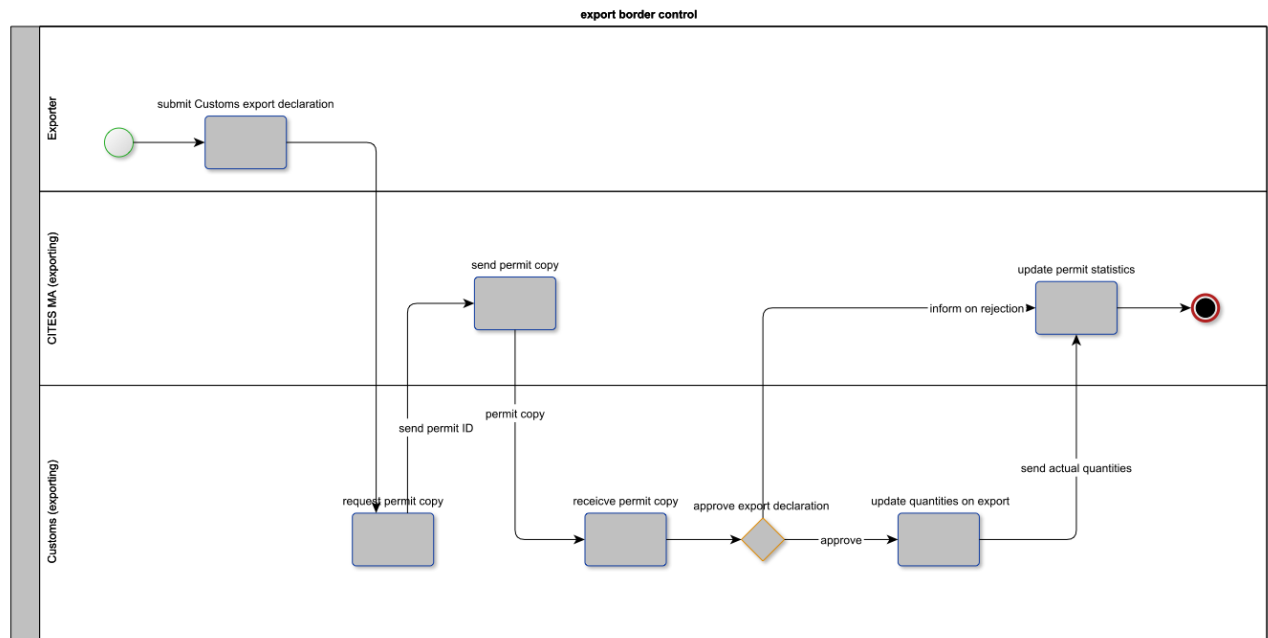 export border control
Exporter
submit Customs export declaration
CITES MA (exporting)
send permit copy
update permit statistics
inform on rejection
permit copy
send permit ID
Customs (exporting)
send actual quantities
request permit copy
receicve permit copy
approve export declaration
update quantities on export
approve